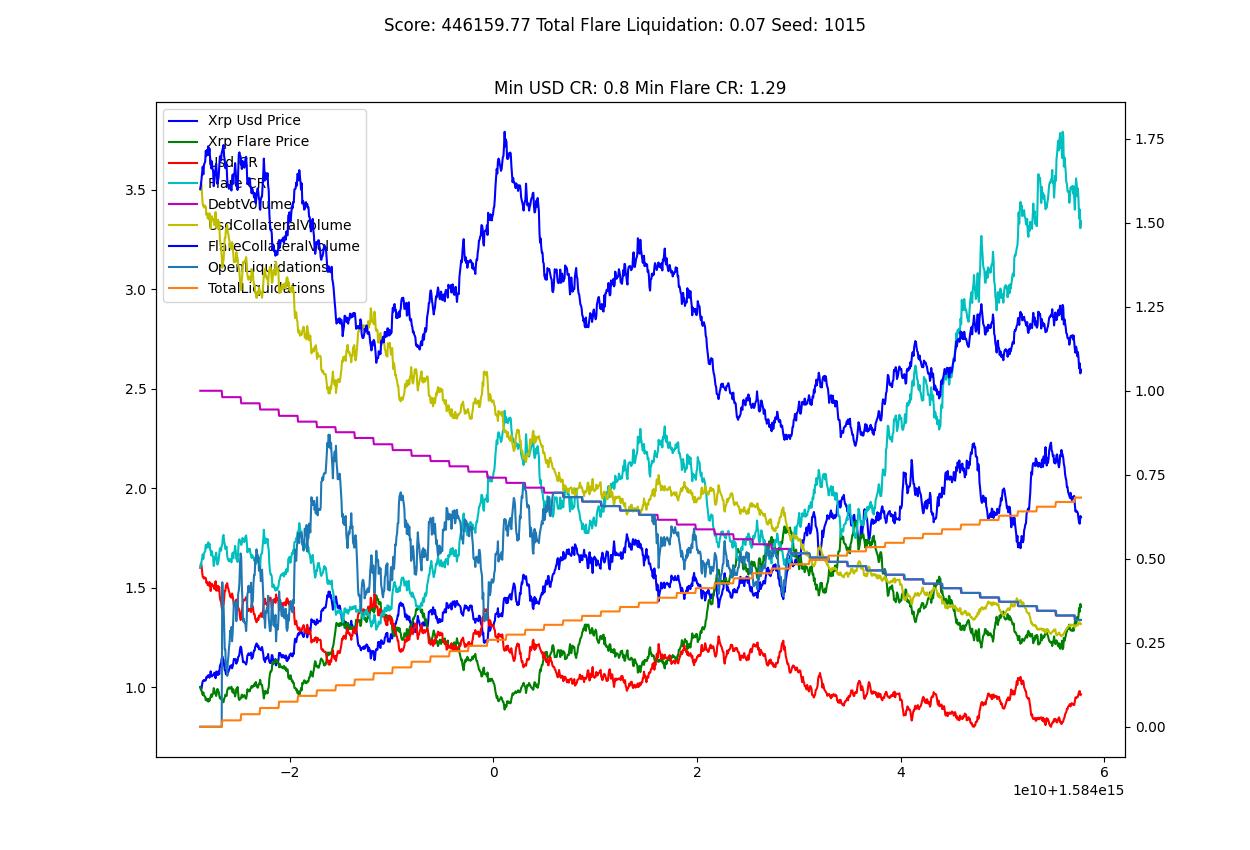 Score: 446159.77 Total Flare Liquidation: 0.07 Seed: 1015
Min USD CR: 0.8 Min Flare CR: 1.29
Xrp Usd Price
Xrp Flare Price
Usd CR
Flare CR
DebtVolume
UsdCollateralVolume
FlareCollateralVolume
OpenLiquidations
TotalLiquidations
3.5
3.0
2.5
2.0
1.5
1.0
1.75
1.50
1.25
1.00
0.75
0.50
0.25
0.00
−2
0
2
4
6
1e10+1.584e15